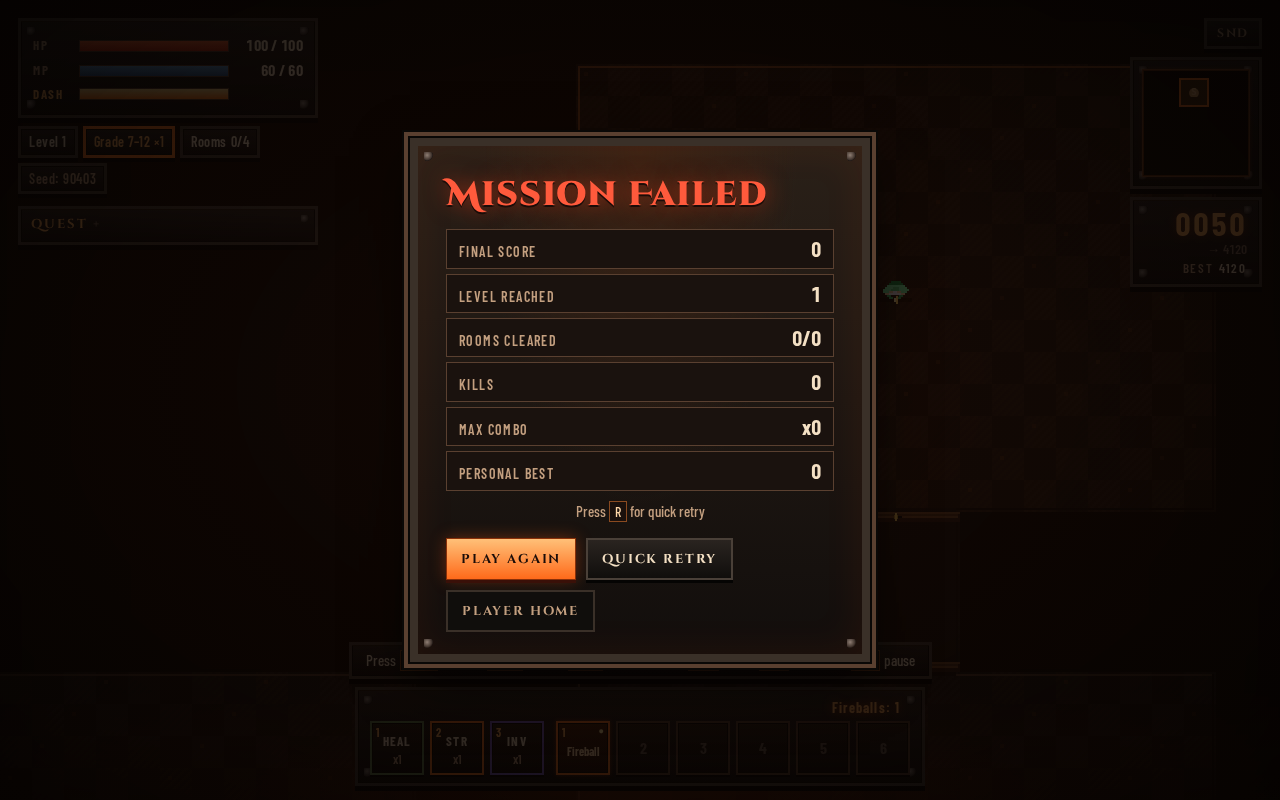 HP 100 / 100
MP 60 / 60
DASH
Level 1 Grade 7-12 ×1 Rooms 0/4
Seed: 90403
QUEST
SND
0050
→ 4120
BEST 4120
MISSION FAILED
FINAL SCORE 0
LEVEL REACHED 1
ROOMS CLEARED 0/0
KILLS 0
MAX COMBO x0
PERSONAL BEST 0
Press R for quick retry
PLAY AGAIN QUICK RETRY
PLAYER HOME
Press pause
Fireballs: 1
1 HEAL x1 2 STR x1 3 INV x1 1 Fireball 2 3 4 5 6